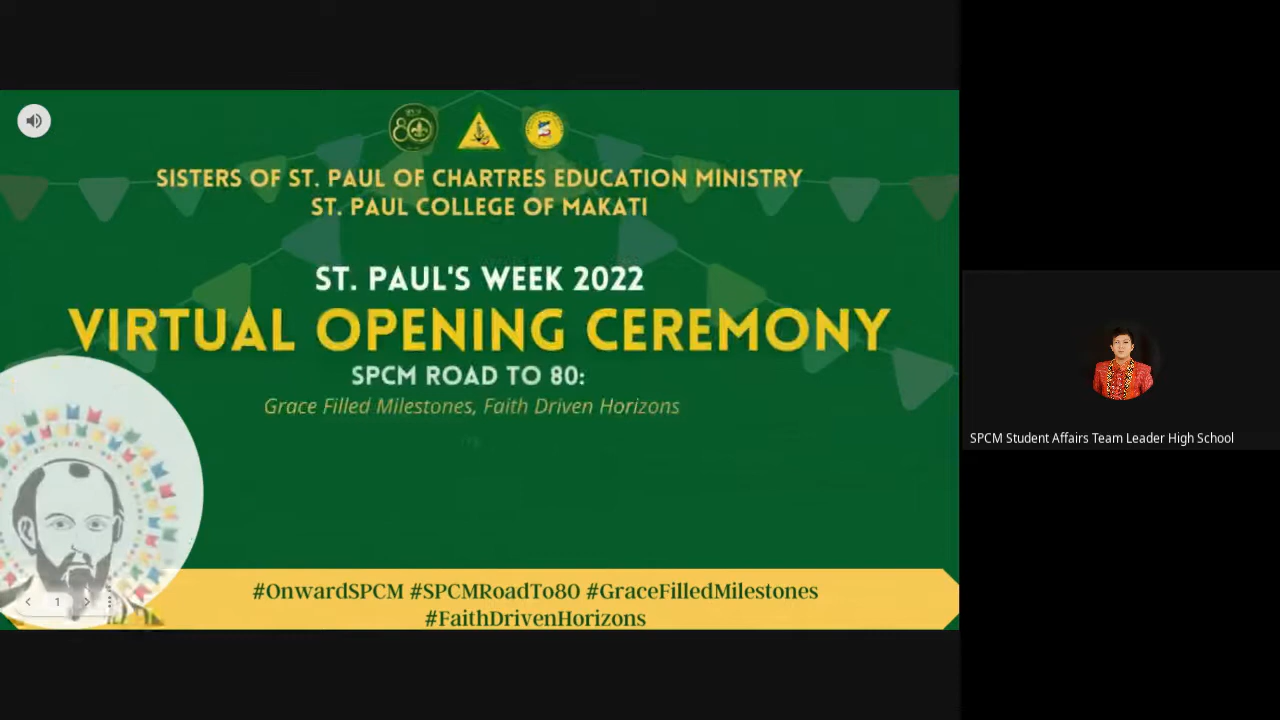 SISTERS OF ST. PAUL OF CHARTRES EDUCATION MINISTRY
ST. PAUL COLLEGE OF MAKATI
ST. PAUL'S WEEK 2022
VIRTUAL OPENING CEREMONY
SPCM ROAD TO 80:
Grace Filled Milestones, Faith Driven Horizons
#OnwardSPCM #SPCMRoadTo80 #GraceFilledMilestones
#FaithDrivenHorizons
1
SPCM Student Affairs Team Leader High School
80